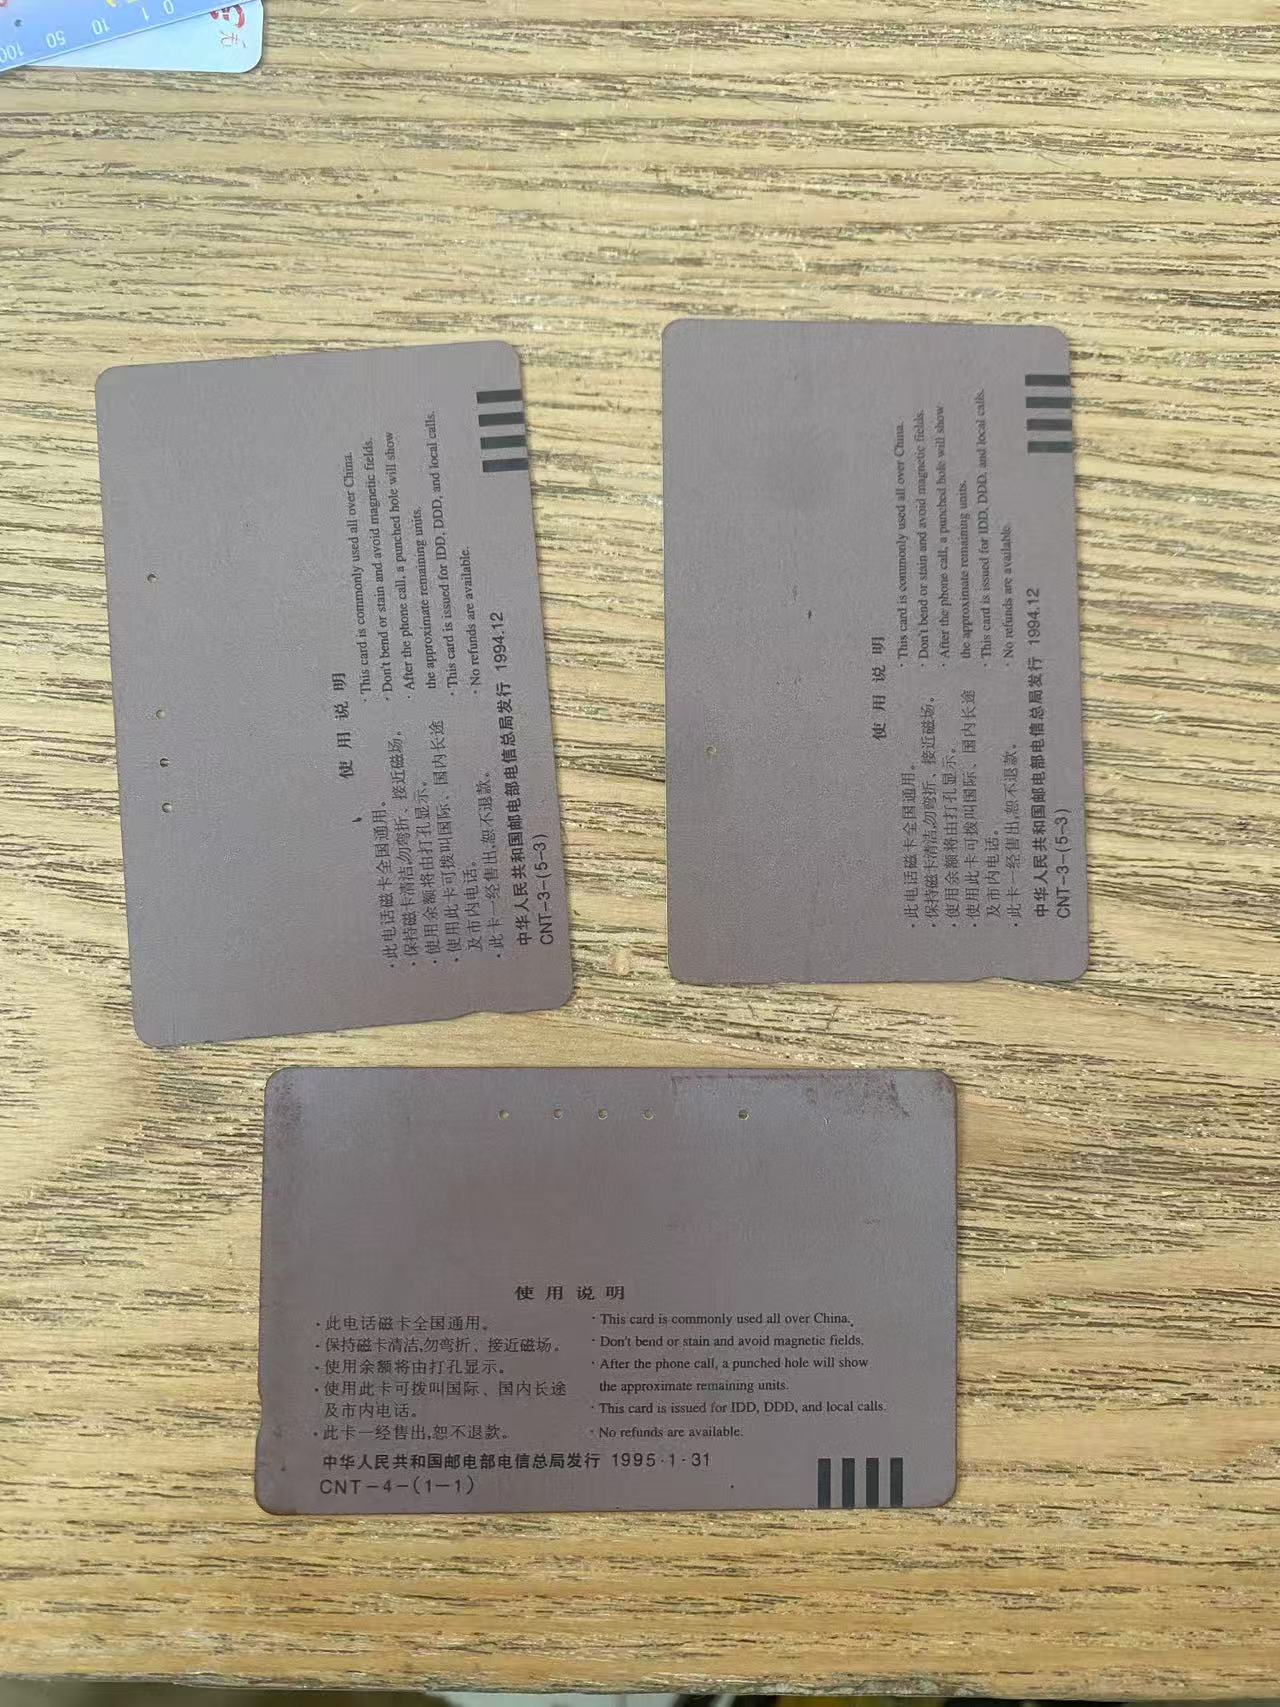 0 1 10 50 100
使用说明
·此电话磁卡全国通用。
·保持磁卡清洁,勿弯折、接近磁场。
·使用余额将由打孔显示。
·使用此卡可拨叫国际、国内长途
及市内电话。
·此卡一经售出,恕不退款。
·This card is commonly used all over China.
·Don't bend or stain and avoid magnetic fields.
·After the phone call, a punched hole will show
the approximate remaining units.
·This card is issued for IDD, DDD, and local calls.
·No refunds are available.
中华人民共和国邮电部电信总局发行 1994.12
CNT-3-(5-3)
使用说明
·此电话磁卡全国通用。
·保持磁卡清洁,勿弯折、接近磁场。
·使用余额将由打孔显示。
·使用此卡可拨叫国际、国内长途
及市内电话。
·此卡一经售出,恕不退款。
·This card is commonly used all over China.
·Don't bend or stain and avoid magnetic fields.
·After the phone call, a punched hole will show
the approximate remaining units.
·This card is issued for IDD, DDD, and local calls.
·No refunds are available.
中华人民共和国邮电部电信总局发行 1994.12
CNT-3-(5-3)
使用说明
·此电话磁卡全国通用。
·保持磁卡清洁,勿弯折、接近磁场。
·使用余额将由打孔显示。
·使用此卡可拨叫国际、国内长途
及市内电话。
·此卡一经售出,恕不退款。
·This card is commonly used all over China.
·Don't bend or stain and avoid magnetic fields.
·After the phone call, a punched hole will show
the approximate remaining units.
·This card is issued for IDD, DDD, and local calls.
·No refunds are available.
中华人民共和国邮电部电信总局发行 1995·1·31
CNT-4-(1-1)